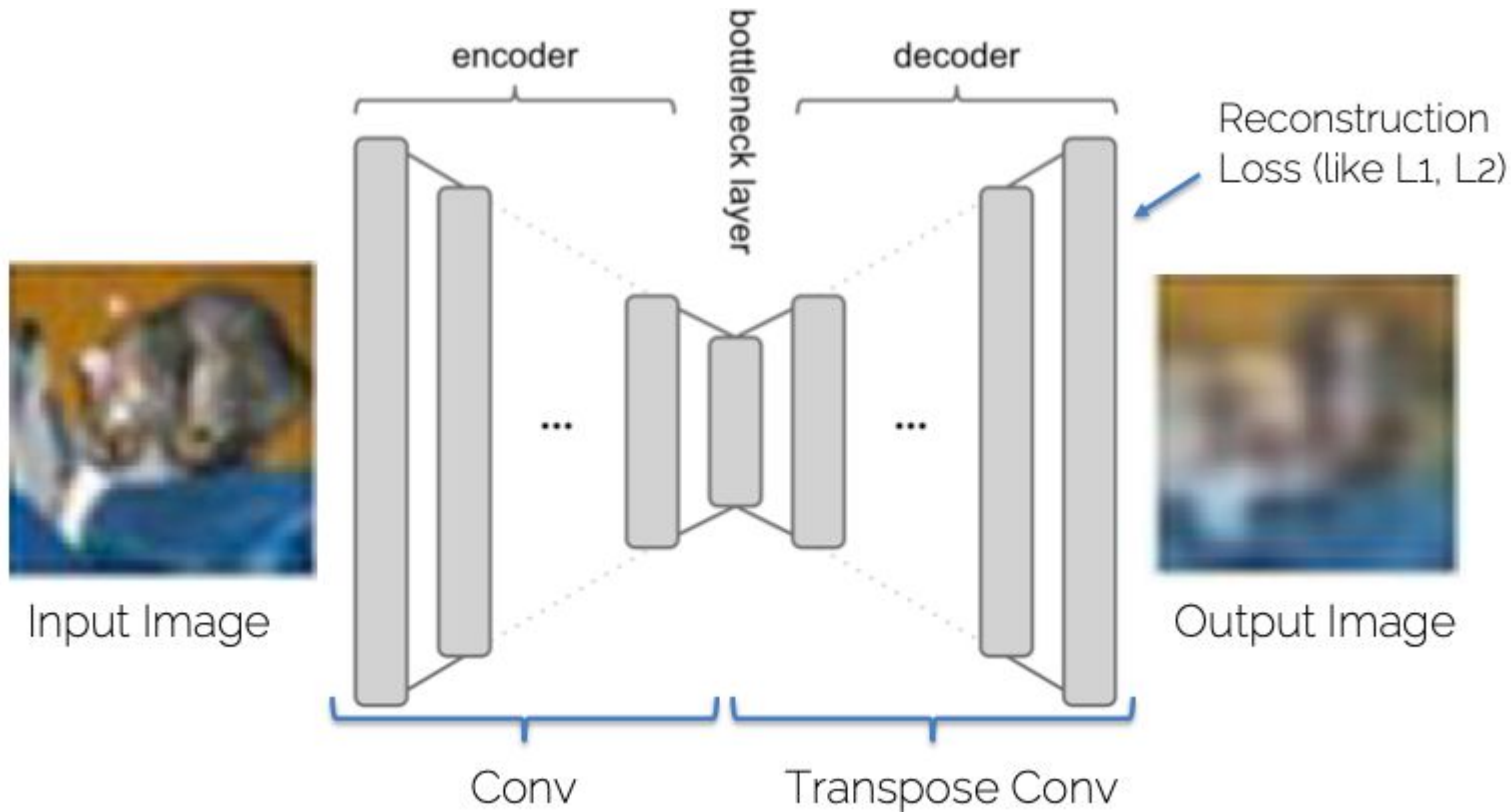 encoder
bottleneck layer
decoder
Reconstruction
Loss (like L1, L2)
...
...
Input Image
Output Image
Conv
Transpose Conv